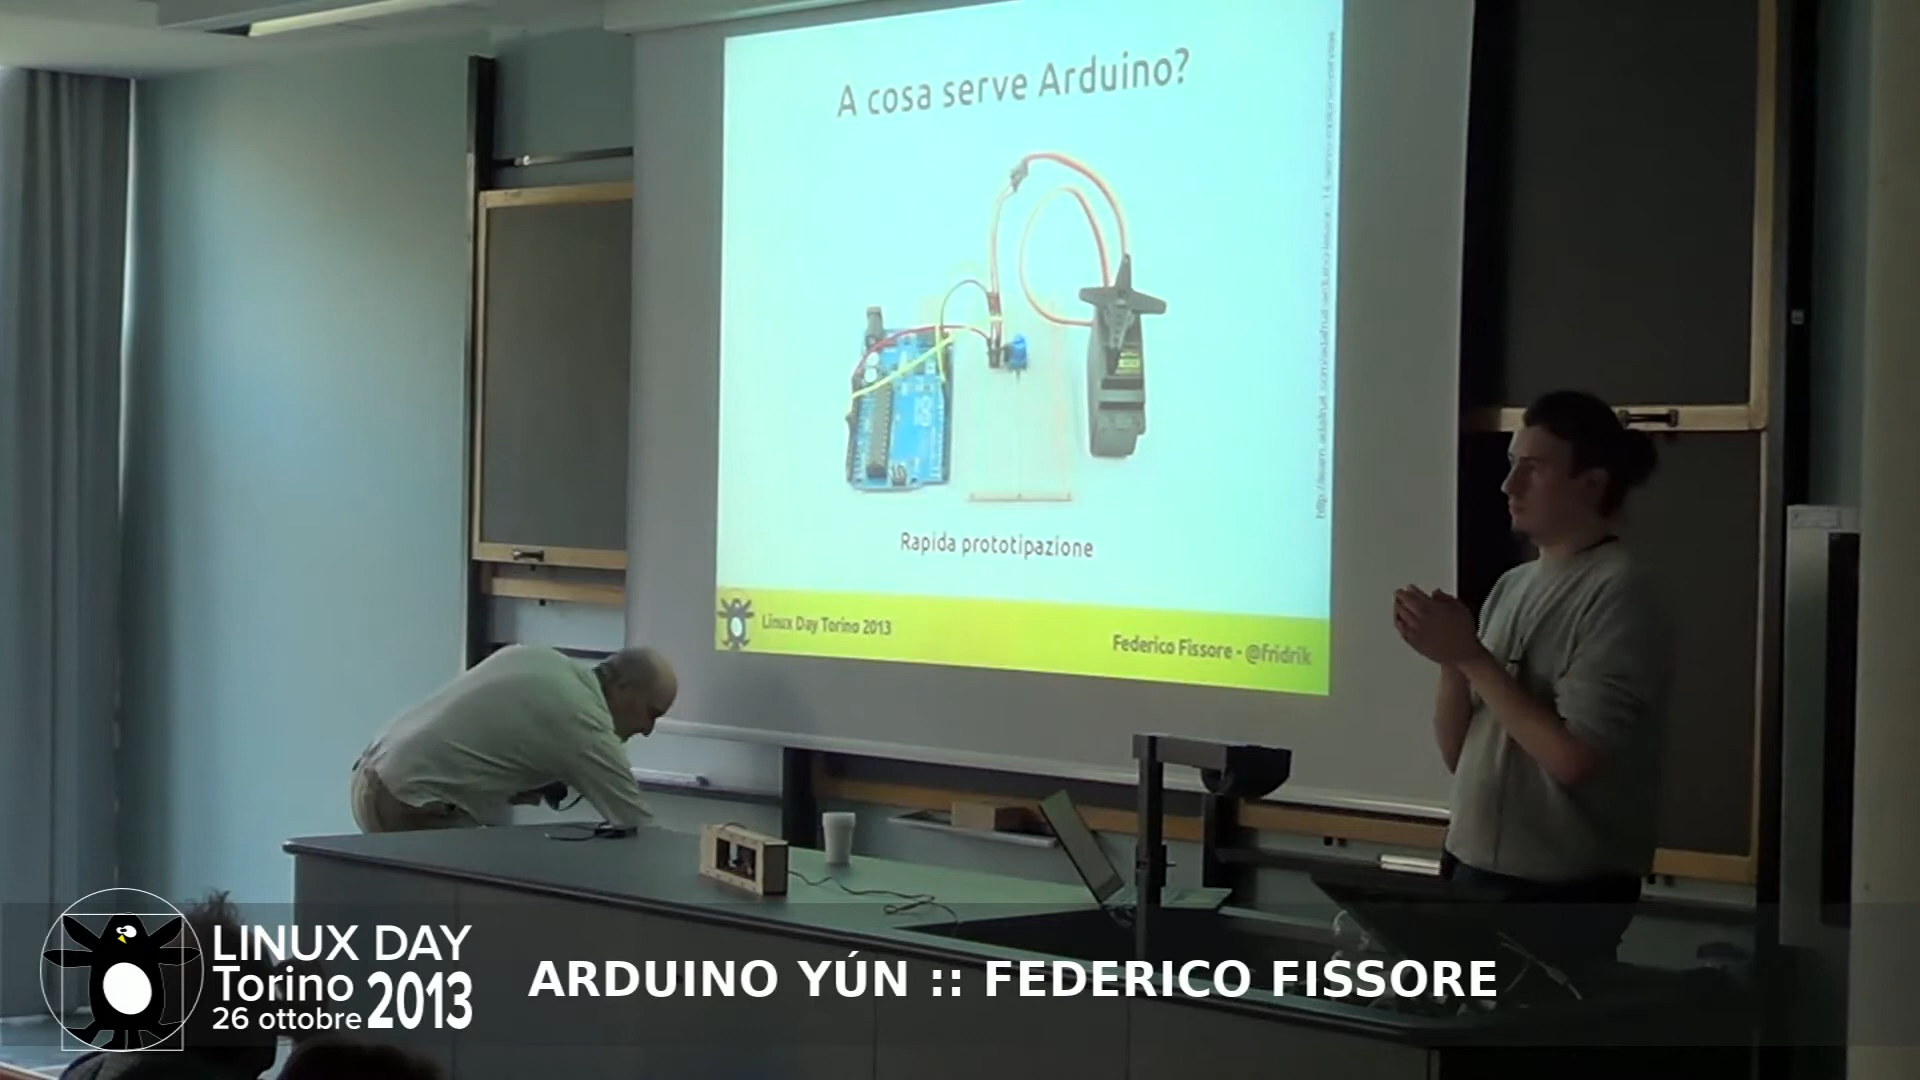 A cosa serve Arduino?
Rapida prototipazione
Linux Day Torino 2013
Federico Fissore - @fridrik
LINUX DAY
Torino
26 ottobre 2013
ARDUINO YÚN :: FEDERICO FISSORE